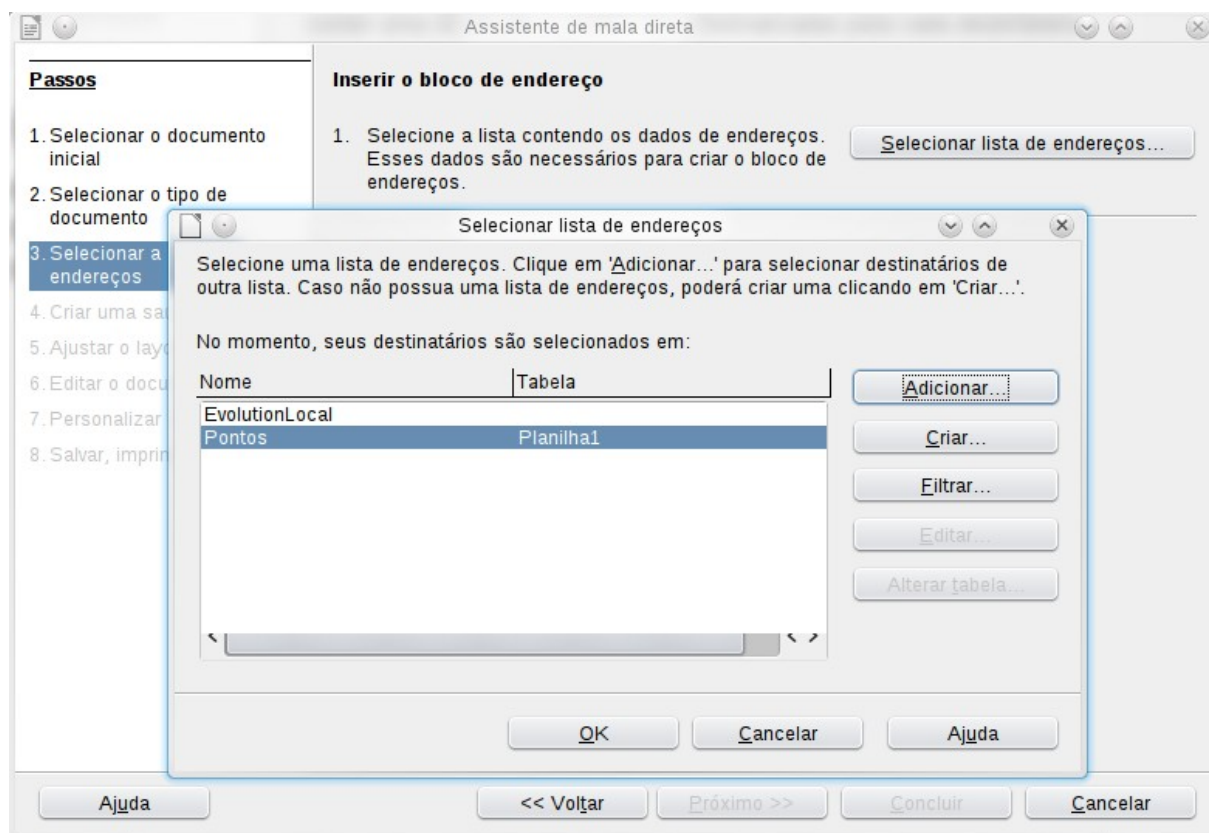 Assistente de mala direta
Passos
1. Selecionar o documento
inicial
2. Selecionar o tipo de
documento
3. Selecionar a
endereços
4. Criar uma
5. Ajustar o
6. Editar o
7. Personalizar
8. Salvar,
Inserir o bloco de endereço
1. Selecione a lista contendo os dados de endereços.
Esses dados são necessários para criar o bloco de
endereços.
Selecionar lista de endereços...
Selecionar lista de endereços
Selecione uma lista de endereços. Clique em 'Adicionar...' para selecionar destinatários de
outra lista. Caso não possua uma lista de endereços, poderá criar uma clicando em 'Criar...'.
No momento, seus destinatários são selecionados em:
Nome Tabela
EvolutionLocal
Pontos Planilha1
Adicionar...
Criar...
Filtrar...
Editar...
Alterar tabela...
OK Cancelar Ajuda
Ajuda << Voltar Próximo >> Concluir Cancelar